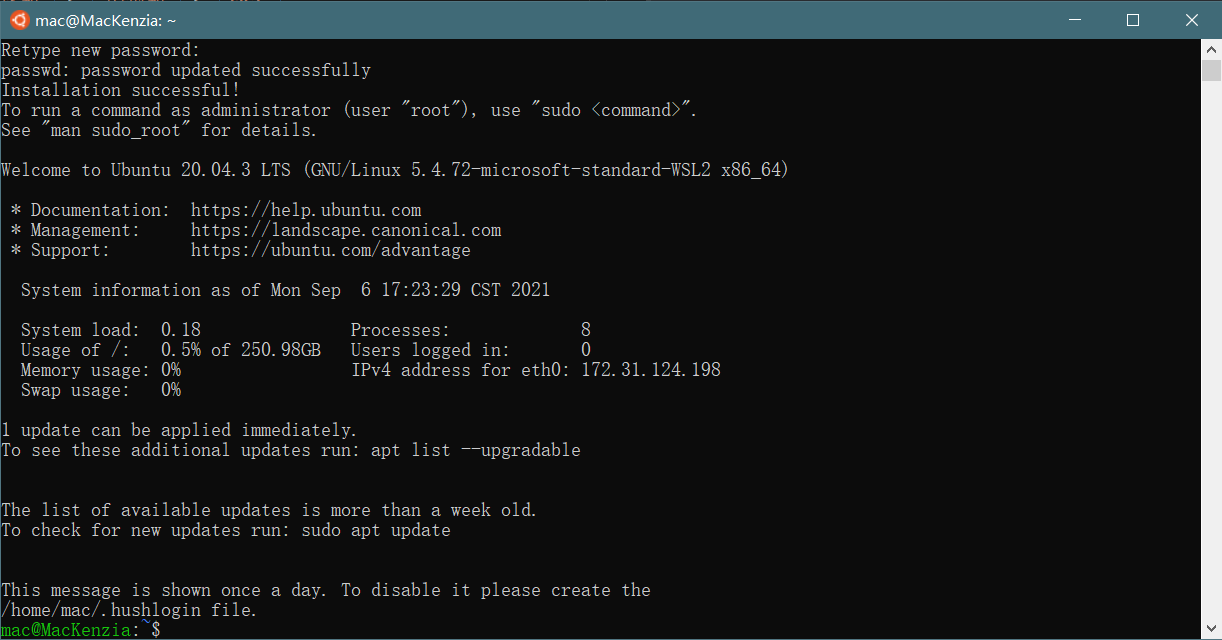 mac@MacKenzia: ~
Retype new password:
passwd: password updated successfully
Installation successful!
To run a command as administrator (user "root"), use "sudo <command>".
See "man sudo_root" for details.
Welcome to Ubuntu 20.04.3 LTS (GNU/Linux 5.4.72-microsoft-standard-WSL2 x86_64)
* Documentation:  https://help.ubuntu.com
* Management:     https://landscape.canonical.com
* Support:        https://ubuntu.com/advantage
System information as of Mon Sep  6 17:23:29 CST 2021
System load:  0.18               Processes:             8
Usage of /:   0.5% of 250.98GB   Users logged in:       0
Memory usage: 0%                 IPv4 address for eth0: 172.31.124.198
Swap usage:   0%
1 update can be applied immediately.
To see these additional updates run: apt list --upgradable
The list of available updates is more than a week old.
To check for new updates run: sudo apt update
This message is shown once a day. To disable it please create the
/home/mac/.hushlogin file.
mac@MacKenzia:~$